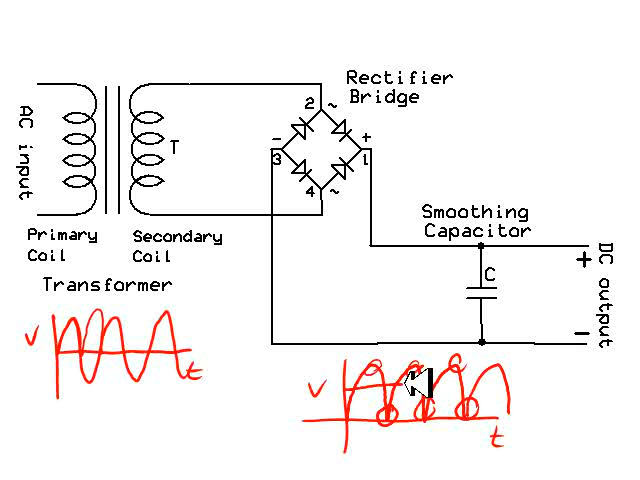 Rectifier
Bridge
AC input
2 ~
- +
3 1
T
4 ~
Primary
Coil
Secondary
Coil
Transformer
Smoothing
Capacitor
C
+
-
DC output
V
t
V
t